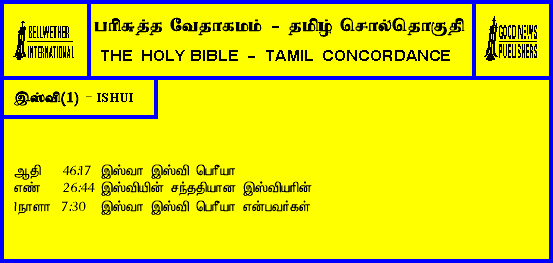 BELLWETHER
INTERNATIONAL
பரிசுத்த வேதாகமம் - தமிழ் சொல்தொகுதி
THE HOLY BIBLE - TAMIL CONCORDANCE
GOOD NEWS
PUBLISHERS
இஸ்வி(1) - ISHUI
ஆதி 46:17 இஸ்வா இஸ்வி பெரீயா
எண் 26:44 இஸ்வியின் சந்ததியான இஸ்வியரின்
1நாளா 7:30 இஸ்வா இஸ்வி பெரீயா என்பவர்கள்